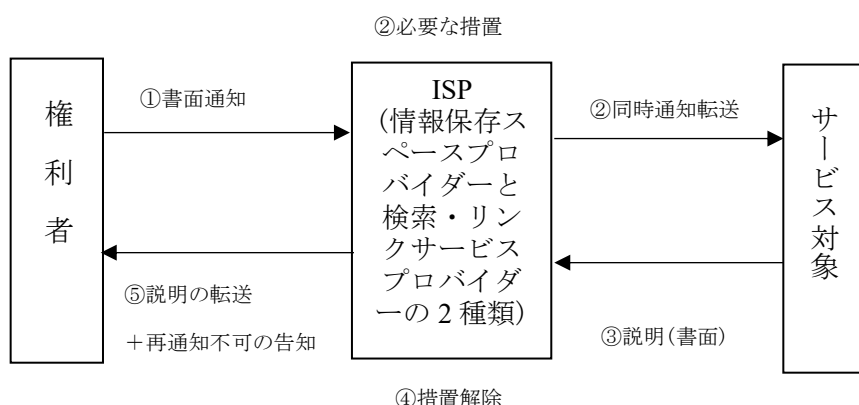 ②必要な措置
権利者
①書面通知
ISP
(情報保存ス
ペースプロ
バイダーと
検索・リン
クサービス
プロバイダ
ーの2種類)
②同時通知転送
サービス対象
⑤説明の転送
＋再通知不可の告知
③説明(書面)
④措置解除